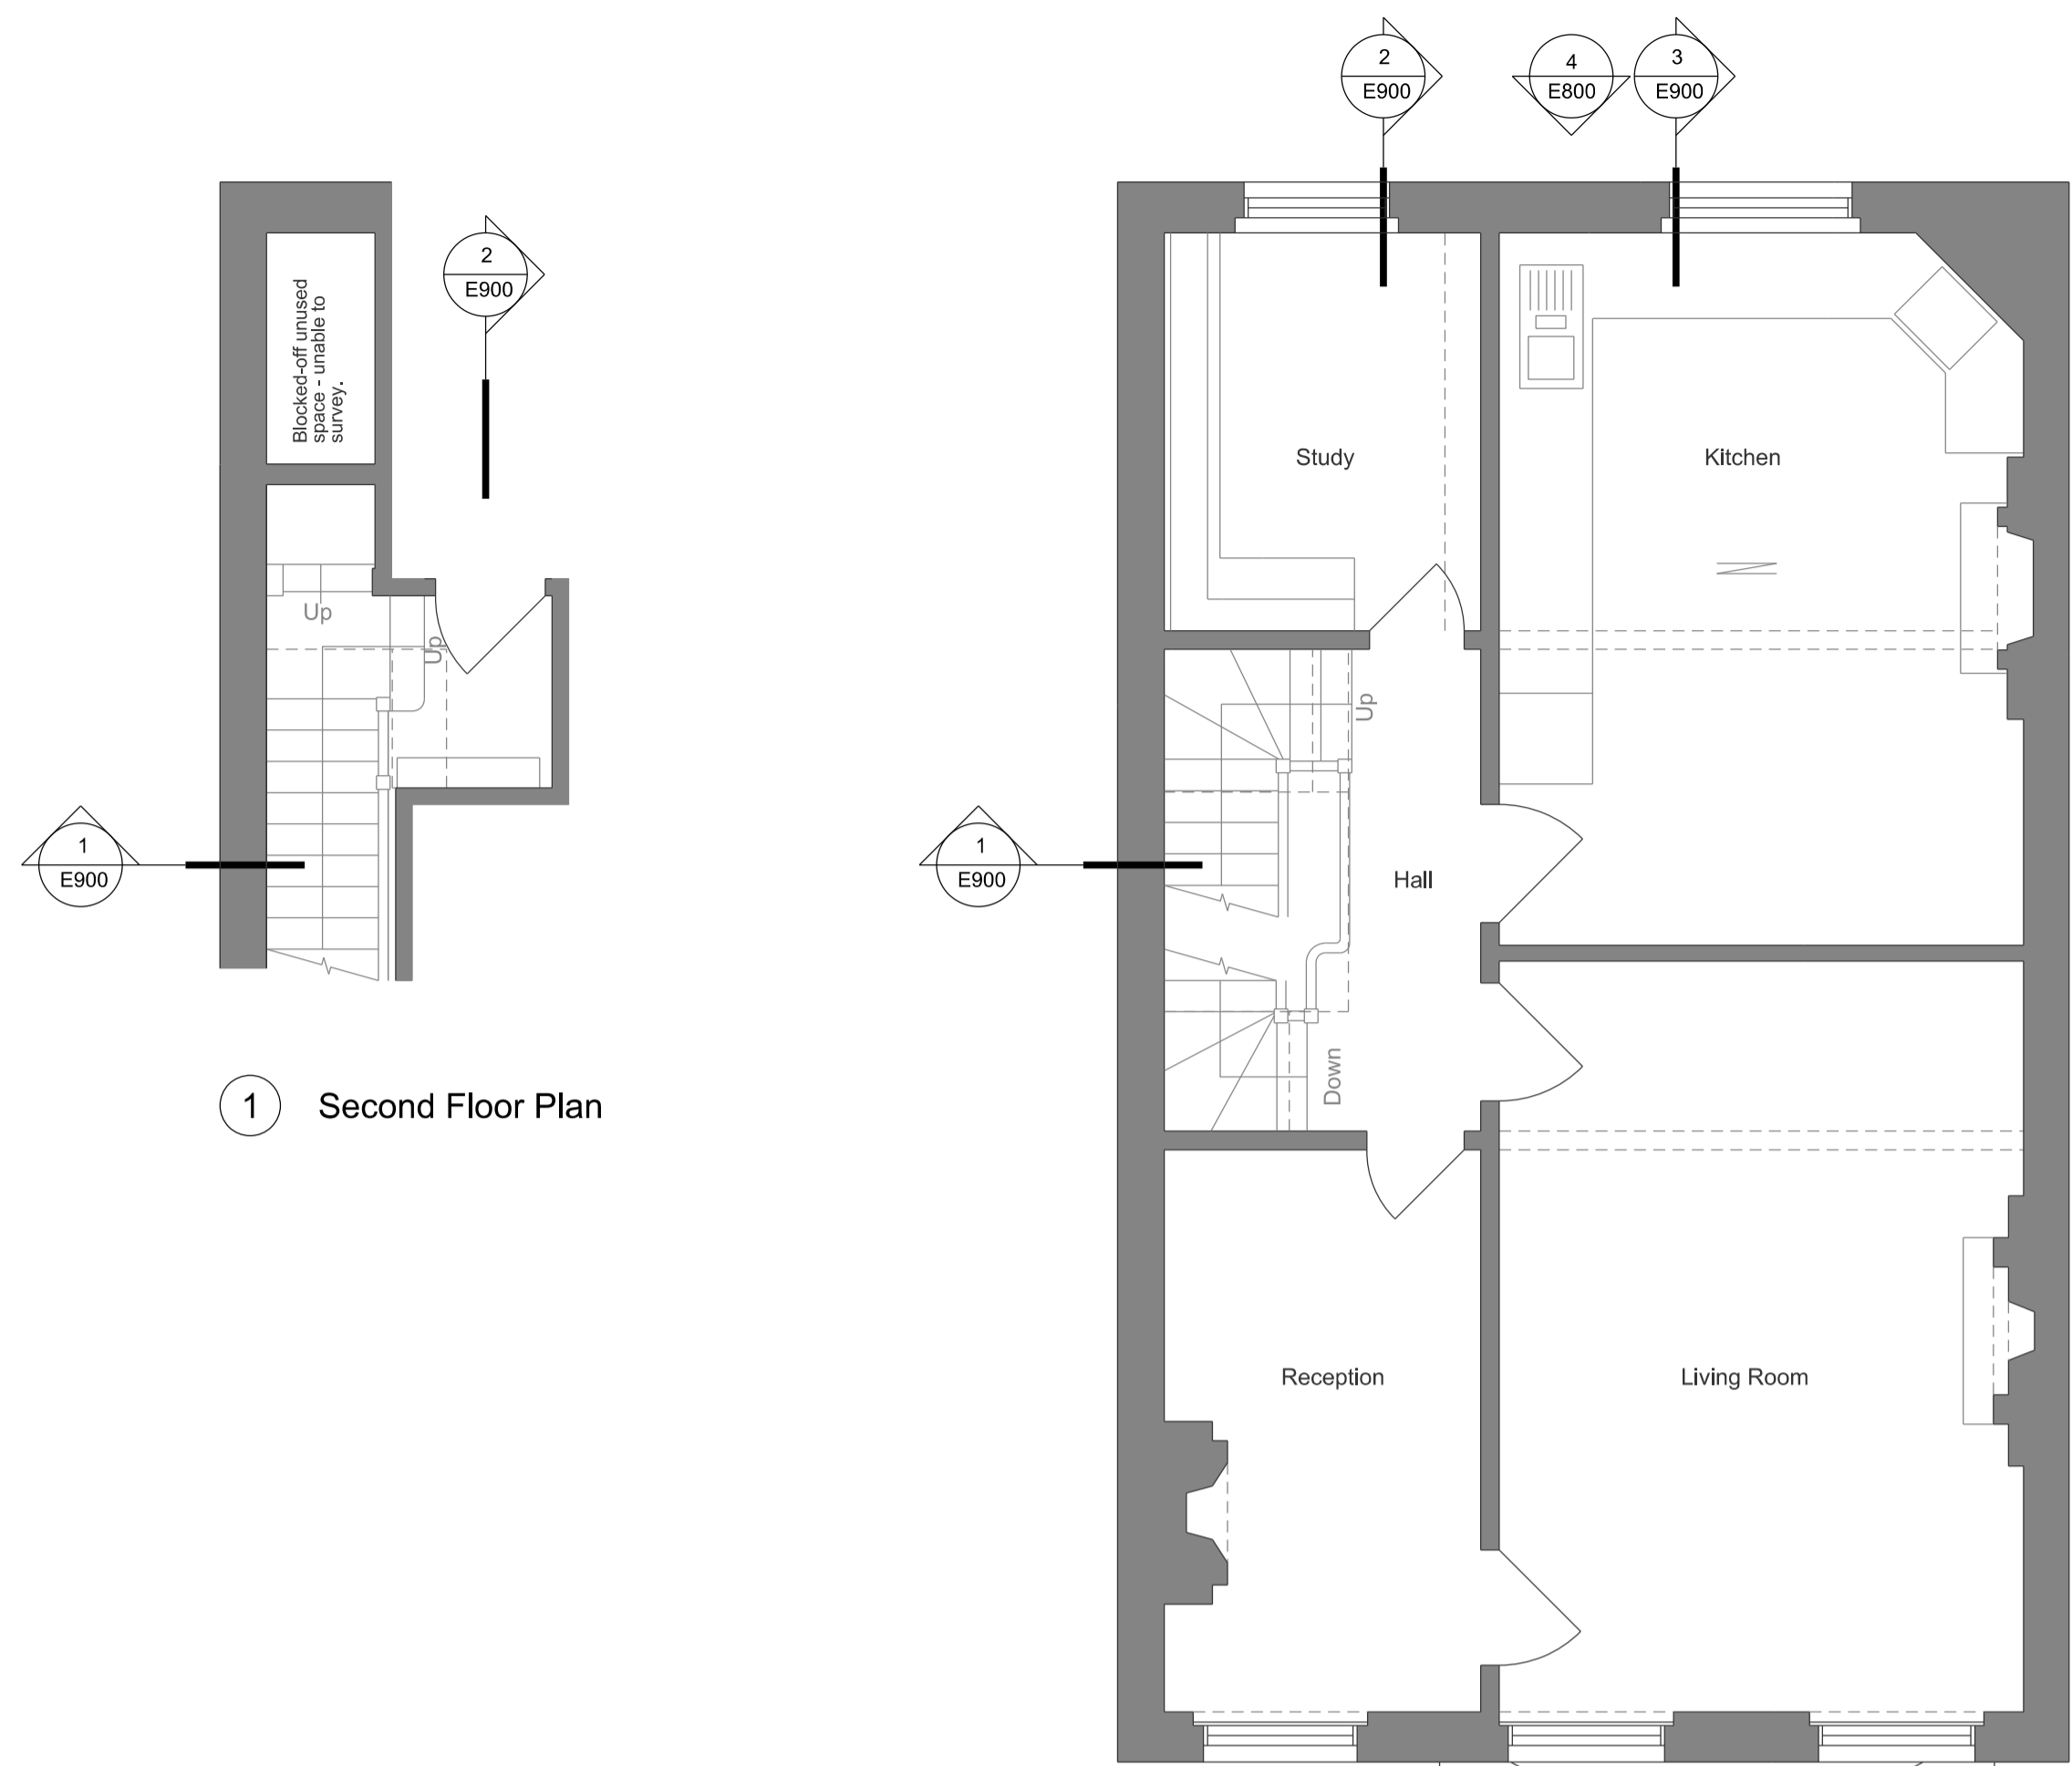 2
E900
4
E800
3
E900
2
E900
Blocked-off unused
space - unable to
survey.
Study
Kitchen
Up
Up
Up
1
E900
1
E900
Hall
Down
1
Second Floor Plan
Reception
Living Room